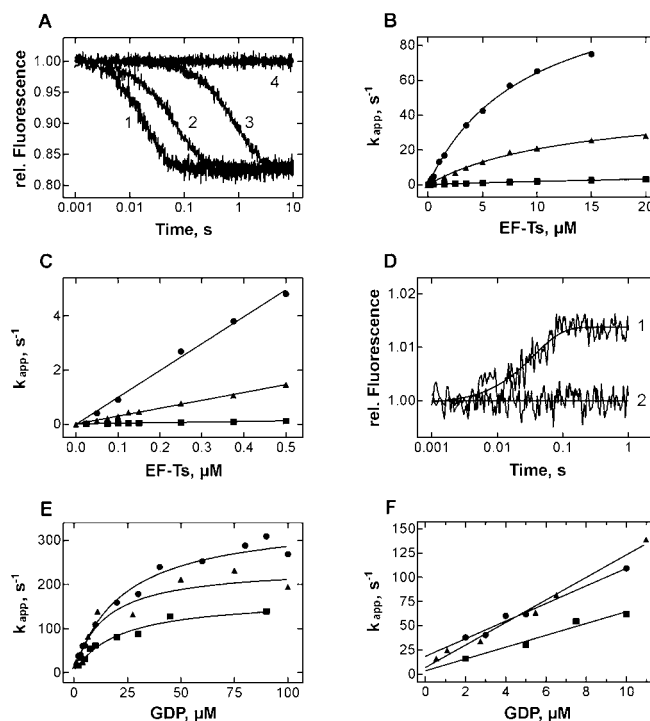 A
rel. Fluorescence
1.00
0.95
0.90
0.85
0.80
1
2
3
4
0.001 0.01 0.1 1 10
Time, s
B
k_app, s⁻¹
80
60
40
20
0
0 5 10 15 20
EF-Ts, µM
C
k_app, s⁻¹
4
2
0
0.0 0.1 0.2 0.3 0.4 0.5
EF-Ts, µM
D
rel. Fluorescence
1.02
1.01
1.00
1
2
0.001 0.01 0.1 1
Time, s
E
k_app, s⁻¹
300
200
100
0
0 25 50 75 100
GDP, µM
F
k_app, s⁻¹
150
125
100
75
50
25
0
0 2 4 6 8 10
GDP, µM